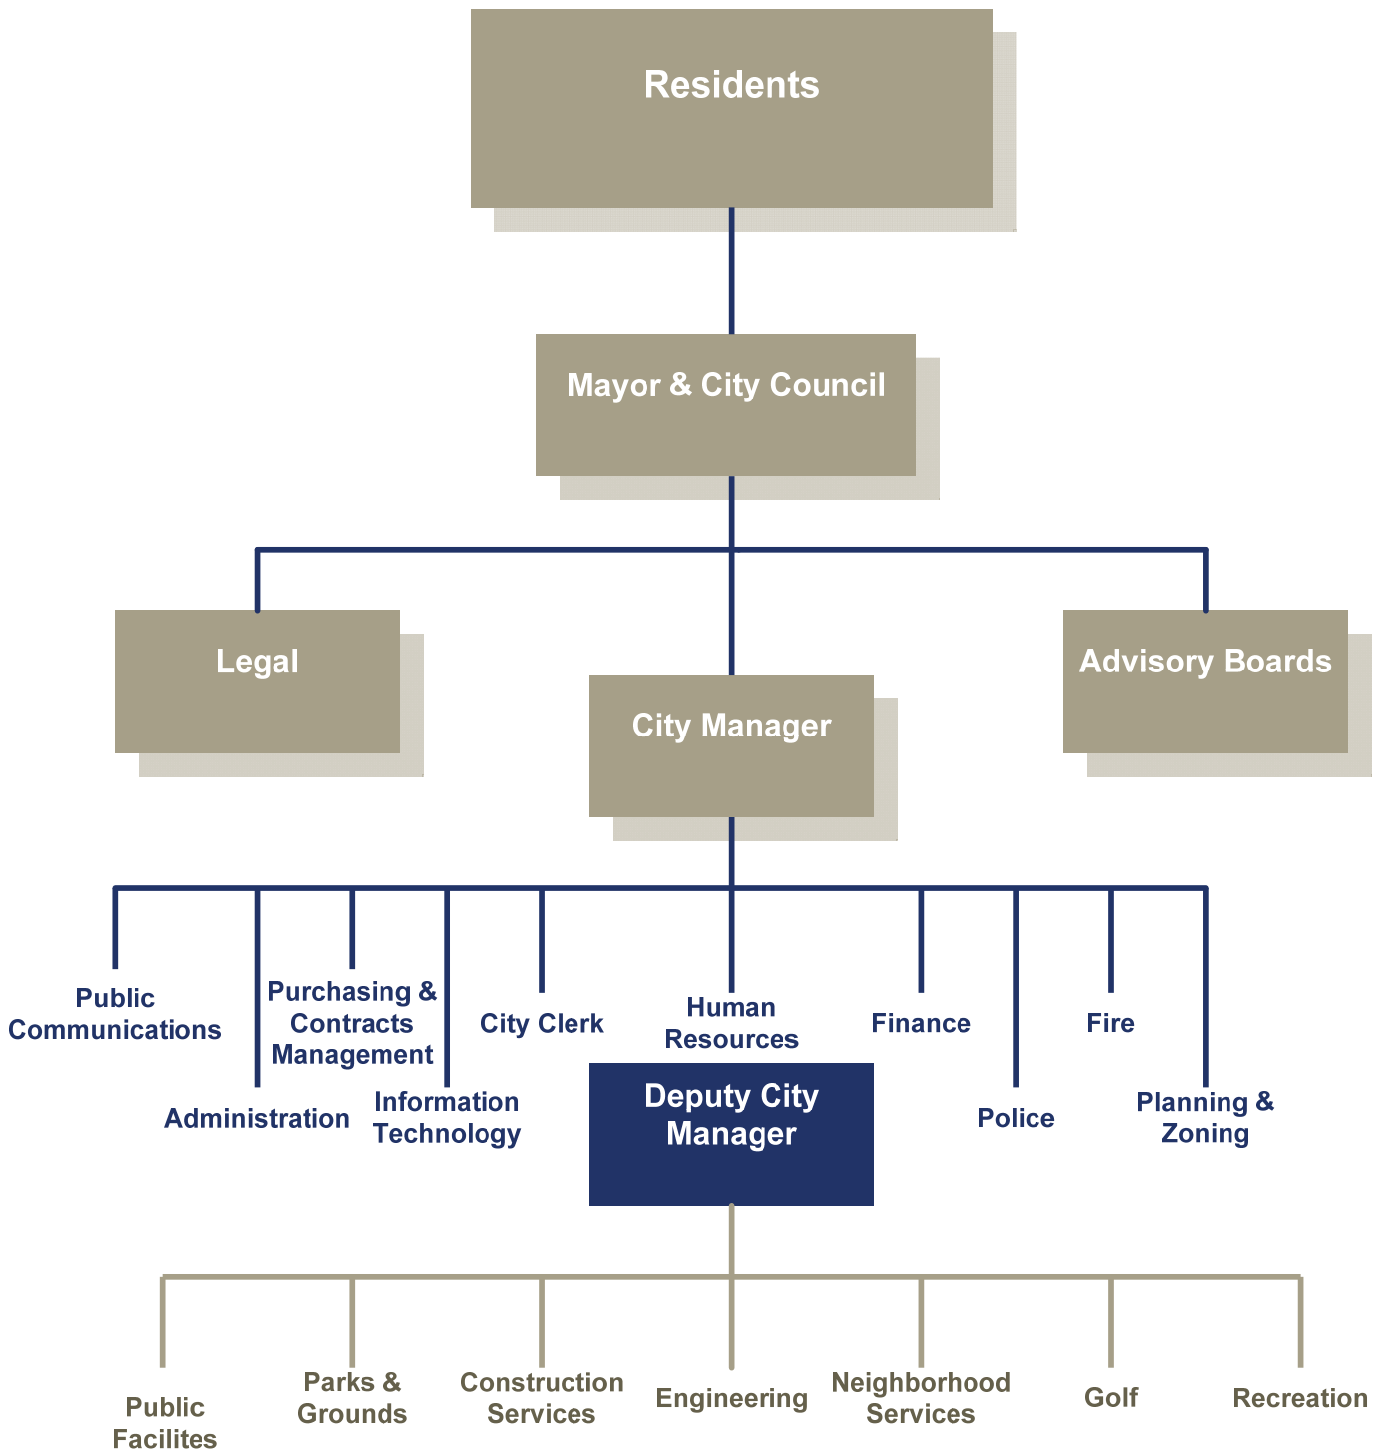 Residents
Mayor & City Council
Legal
Advisory Boards
City Manager
Public
Communications
Administration
Purchasing &
Contracts
Management
Information
Technology
City Clerk
Human
Resources
Finance
Police
Fire
Planning &
Zoning
Deputy City
Manager
Public
Facilites
Parks &
Grounds
Construction
Services
Engineering
Neighborhood
Services
Golf
Recreation